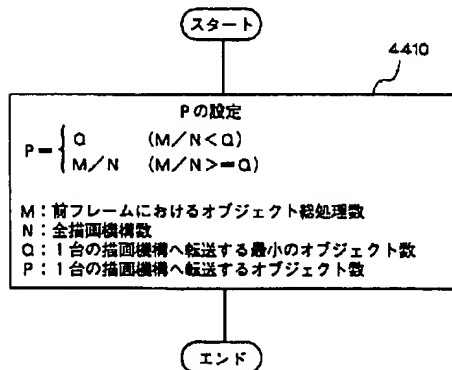 スタート
4410
Pの設定
P= { Q (M/N<Q)
M/N (M/N>=Q)
M:前フレームにおけるオブジェクト総処理数
N:全描画機構数
Q:1台の描画機構へ転送する最小のオブジェクト数
P:1台の描画機構へ転送するオブジェクト数
エンド